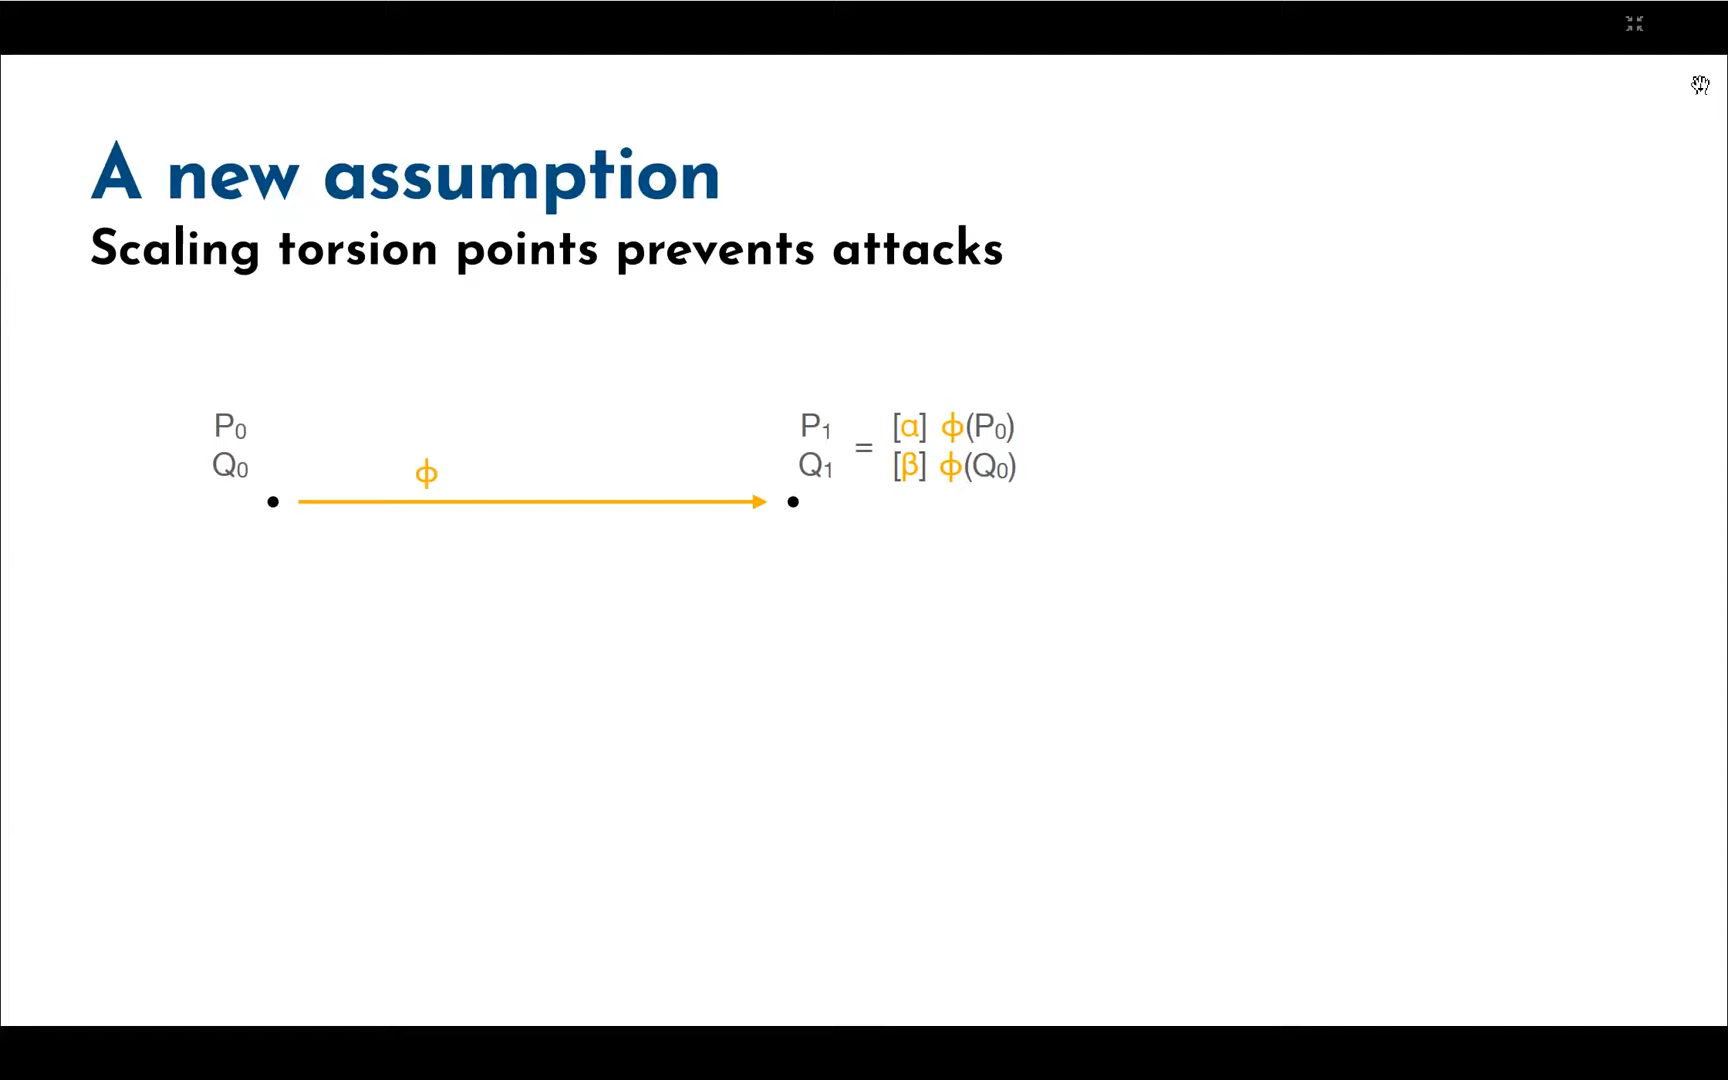 A new assumption
Scaling torsion points prevents attacks
P₀
Q₀
ϕ
P₁
Q₁
=
[α] ϕ(P₀)
[β] ϕ(Q₀)